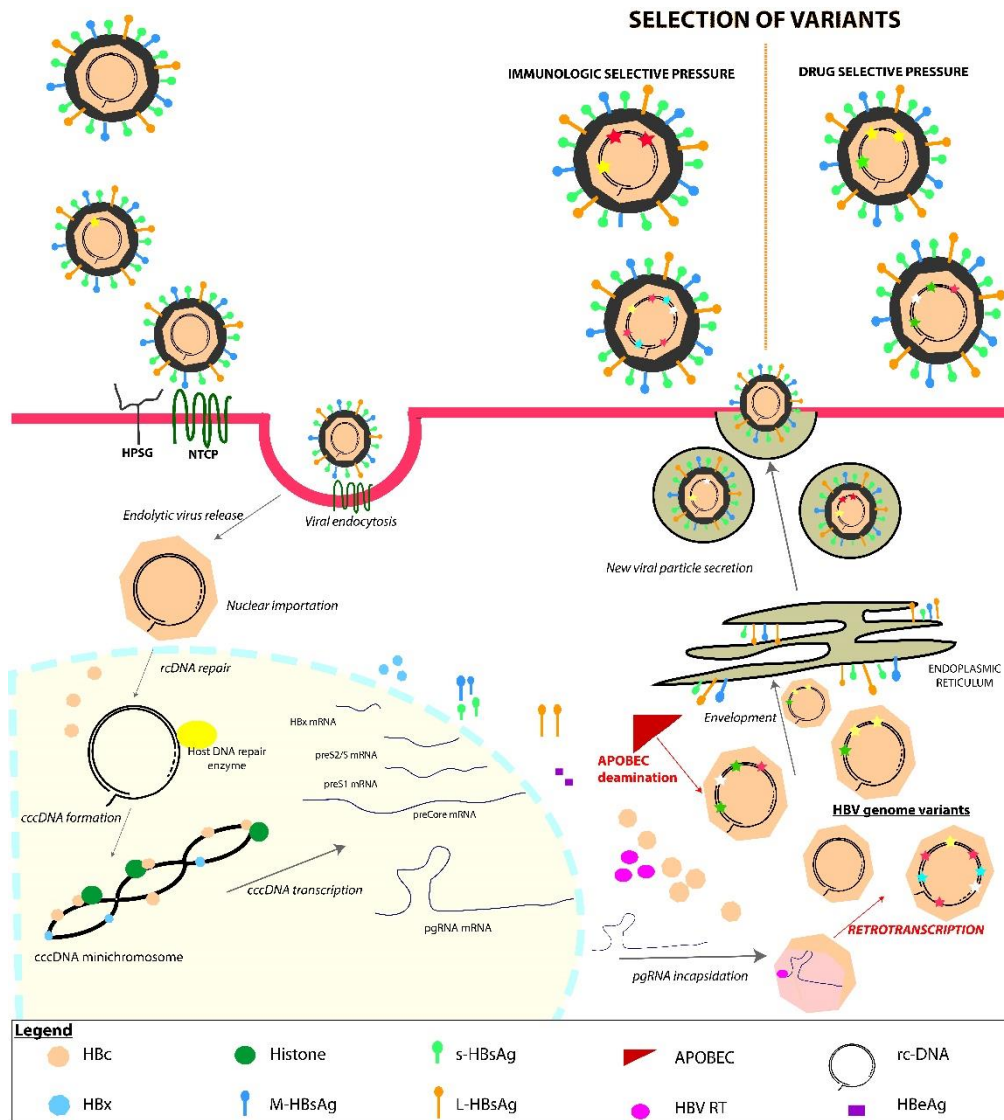 SELECTION OF VARIANTS
IMMUNOLOGIC SELECTIVE PRESSURE
DRUG SELECTIVE PRESSURE
HPSG
NTCP
Endolytic virus release
Viral endocytosis
New viral particle secretion
Nuclear importation
rcDNA repair
Host DNA repair
enzyme
cccDNA formation
cccDNA minichromosome
cccDNA transcription
HBx mRNA
preS2/S mRNA
preS1 mRNA
preCore mRNA
pgRNA mRNA
ENDOPLASMIC
RETICULUM
Envelopment
APOBEC
deamination
HBV genome variants
RETROTRANSCRIPTION
pgRNA incapsidation
Legend
HBc
Histone
s-HBsAg
APOBEC
rc-DNA
HBx
M-HBsAg
L-HBsAg
HBV RT
HBeAg